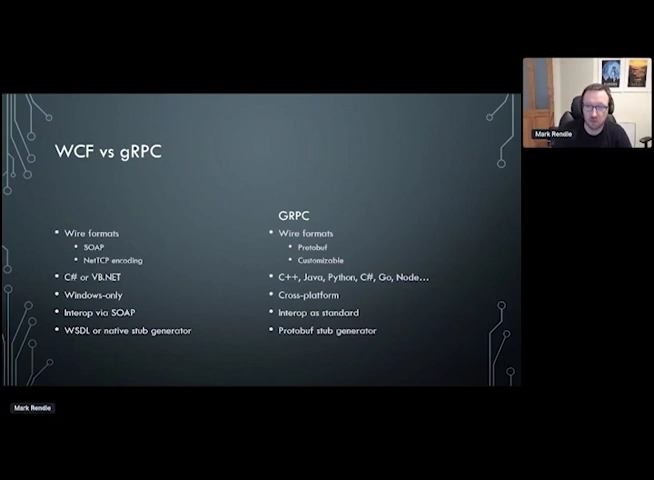 Mark Rendle
WCF vs gRPC
Wire formats
SOAP
NetTCP encoding
C# or VB.NET
Windows-only
Interop via SOAP
WSDL or native stub generator
GRPC
Wire formats
Protobuf
Customizable
C++, Java, Python, C#, Go, Node...
Cross-platform
Interop as standard
Protobuf stub generator
Mark Rendle